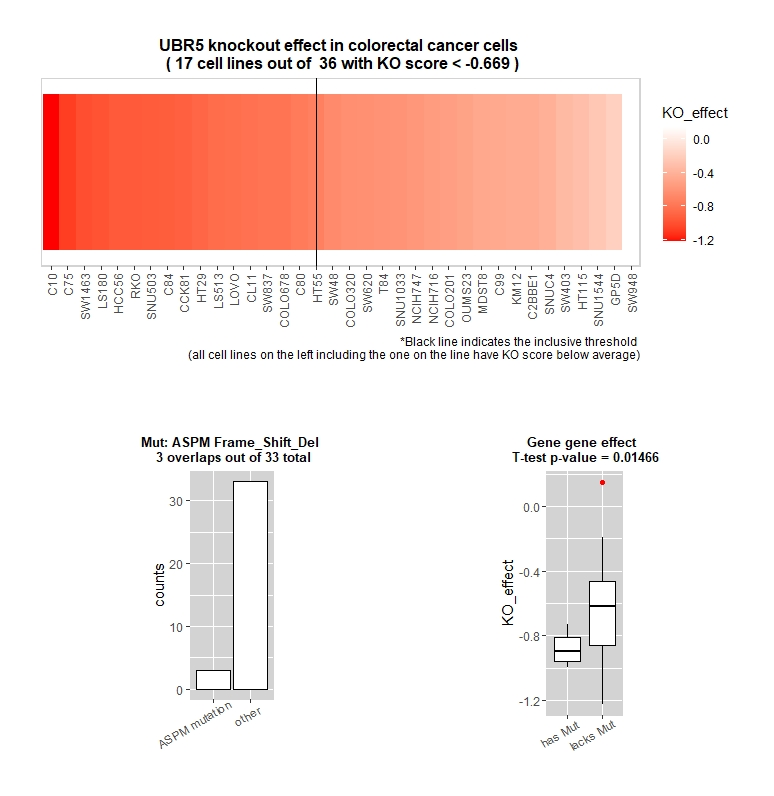 UBR5 knockout effect in colorectal cancer cells
( 17 cell lines out of  36 with KO score < -0.669 )
KO_effect
0.0
-0.4
-0.8
-1.2
C10
C75
SW1463
LS180
HCC56
RKO
SNU503
C84
CCK81
HT29
LS513
LOVO
CL11
SW837
COLO678
C80
HT55
SW48
COLO320
SW620
T84
SNU1033
NCIH747
NCIH716
COLO201
OUMS23
MDST8
C99
KM12
C2BBE1
SNUC4
SW403
HT115
SNU1544
GP5D
SW948
*Black line indicates the inclusive threshold
(all cell lines on the left including the one on the line have KO score below average)
Mut: ASPM Frame_Shift_Del
3 overlaps out of 33 total
counts
30
20
10
0
ASPM mutation
other
Gene gene effect
T-test p-value = 0.01466
KO_effect
0.0
-0.4
-0.8
-1.2
has Mut
lacks Mut